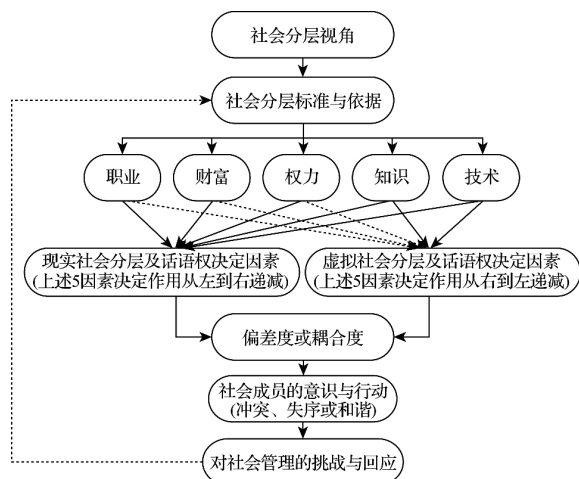 社会分层视角
社会分层标准与依据
职业
财富
权力
知识
技术
现实社会分层及话语权决定因素
(上述5因素决定作用从左到右递减)
虚拟社会分层及话语权决定因素
(上述5因素决定作用从右到左递减)
偏差度或耦合度
社会成员的意识与行动
(冲突、失序或和谐)
对社会管理的挑战与回应